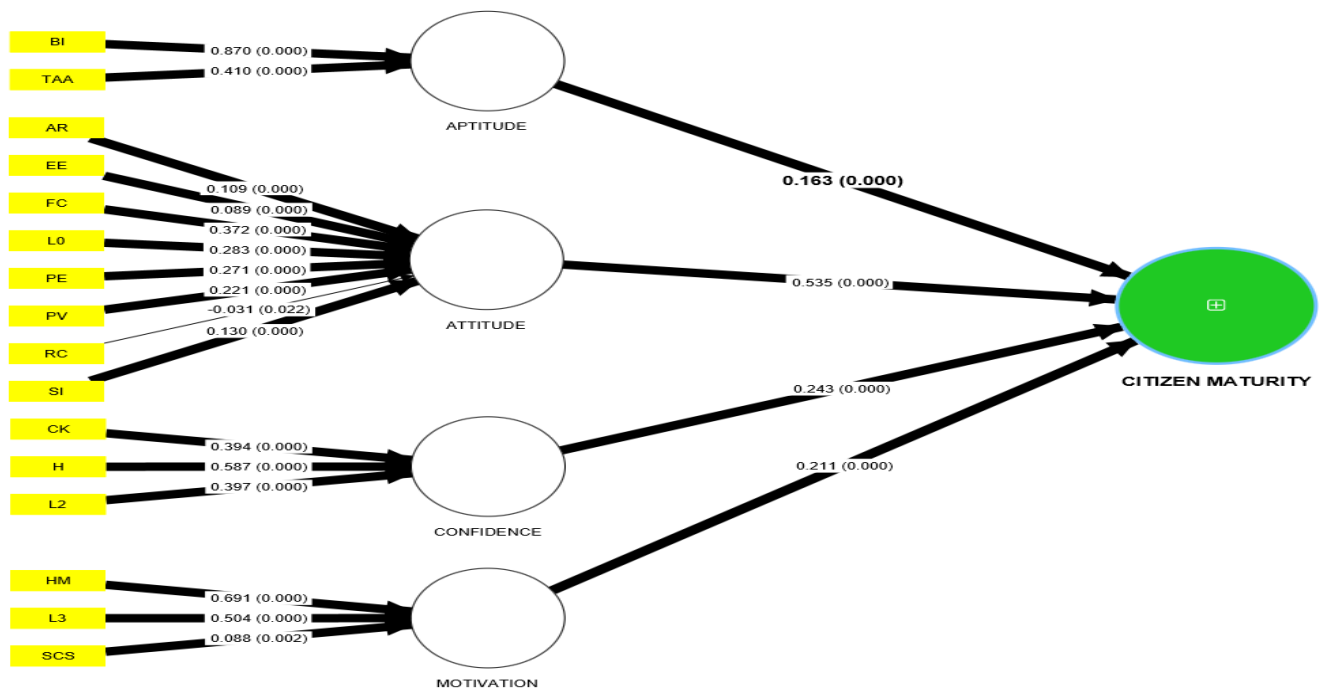 BI
0.870 (0.000)
TAA
0.410 (0.000)
APTITUDE
AR
0.109 (0.000)
EE
0.089 (0.000)
FC
0.372 (0.000)
L0
0.283 (0.000)
PE
0.271 (0.000)
PV
0.221 (0.000)
RC
-0.031 (0.022)
SI
0.130 (0.000)
ATTITUDE
CK
0.394 (0.000)
H
0.587 (0.000)
L2
0.397 (0.000)
CONFIDENCE
HM
0.691 (0.000)
L3
0.504 (0.000)
SCS
0.088 (0.002)
MOTIVATION
0.163 (0.000)
0.535 (0.000)
0.243 (0.000)
0.211 (0.000)
CITIZEN MATURITY